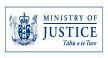 MINISTRY OF
JUSTICE
Tāhū o te Ture